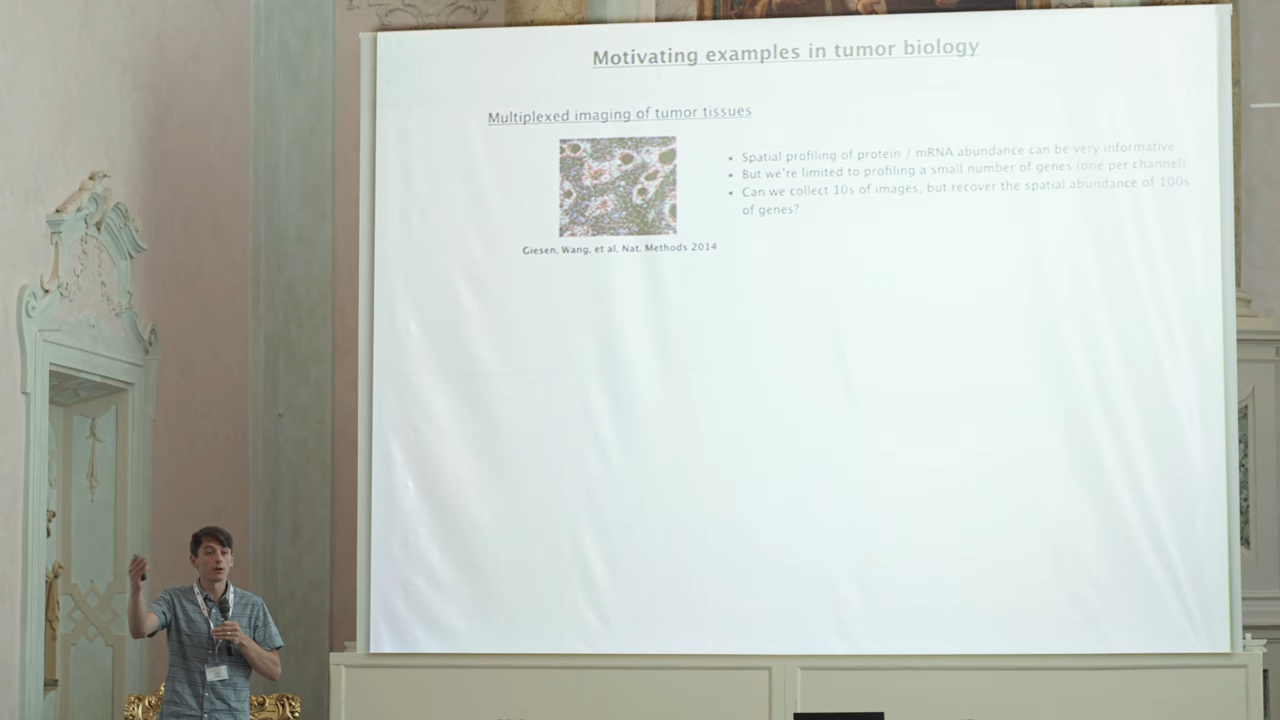 Motivating examples in tumor biology
Multiplexed imaging of tumor tissues
• Spatial profiling of protein / mRNA abundance can be very informative
• But we're limited to profiling a small number of genes (one per channel)
• Can we collect 10s of images, but recover the spatial abundance of 100s
of genes?
Giesen, Wang, et al, Nat. Methods 2014